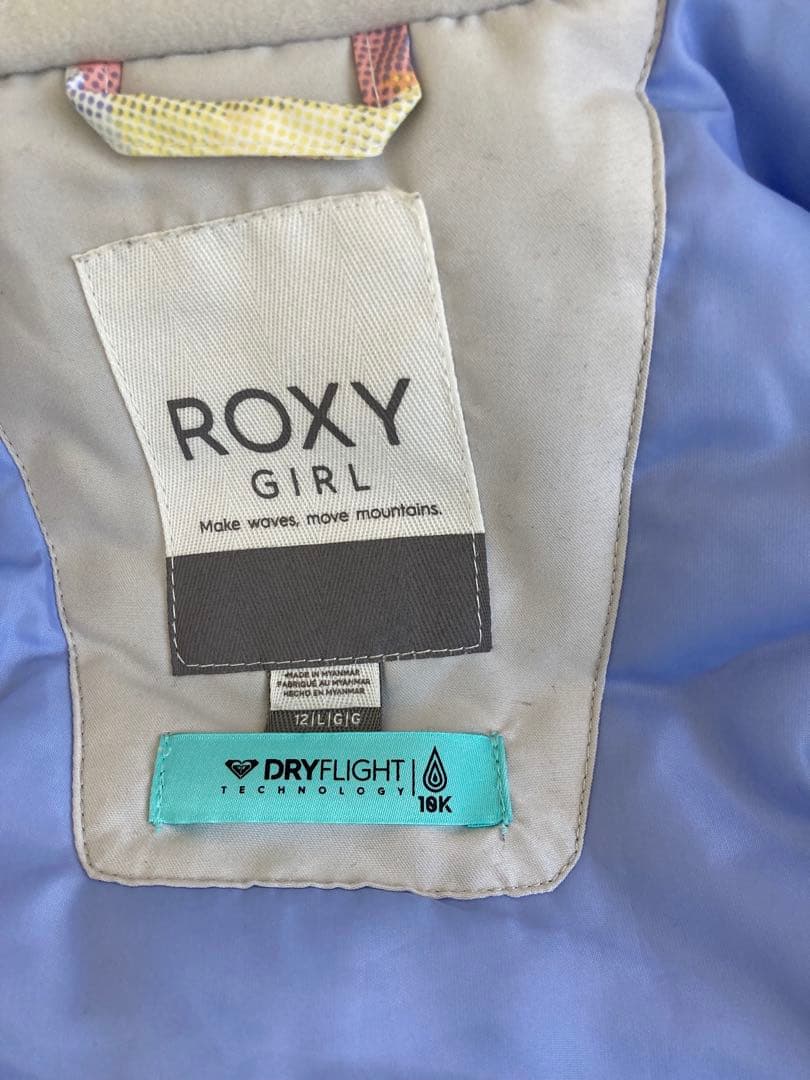 ROXY
GIRL
Make waves, move mountains.
MADE IN MYANMAR
FABRIQUÉ AU MYANMAR
HECHO EN MYANMAR
12|L|G|G
DRYFLIGHT
TECHNOLOGY
10K